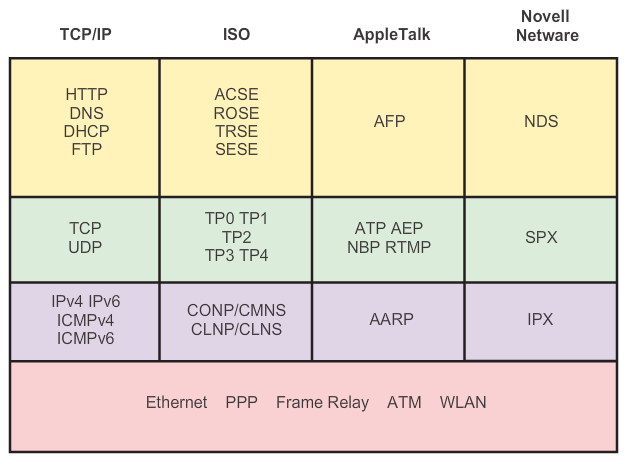 TCP/IP
ISO
AppleTalk
Novell
Netware
HTTP
DNS
DHCP
FTP
ACSE
ROSE
TRSE
SESE
AFP
NDS
TCP
UDP
TP0 TP1
TP2
TP3 TP4
ATP AEP
NBP RTMP
SPX
IPv4 IPv6
ICMPv4
ICMPv6
CONP/CMNS
CLNP/CLNS
AARP
IPX
Ethernet PPP Frame Relay ATM WLAN